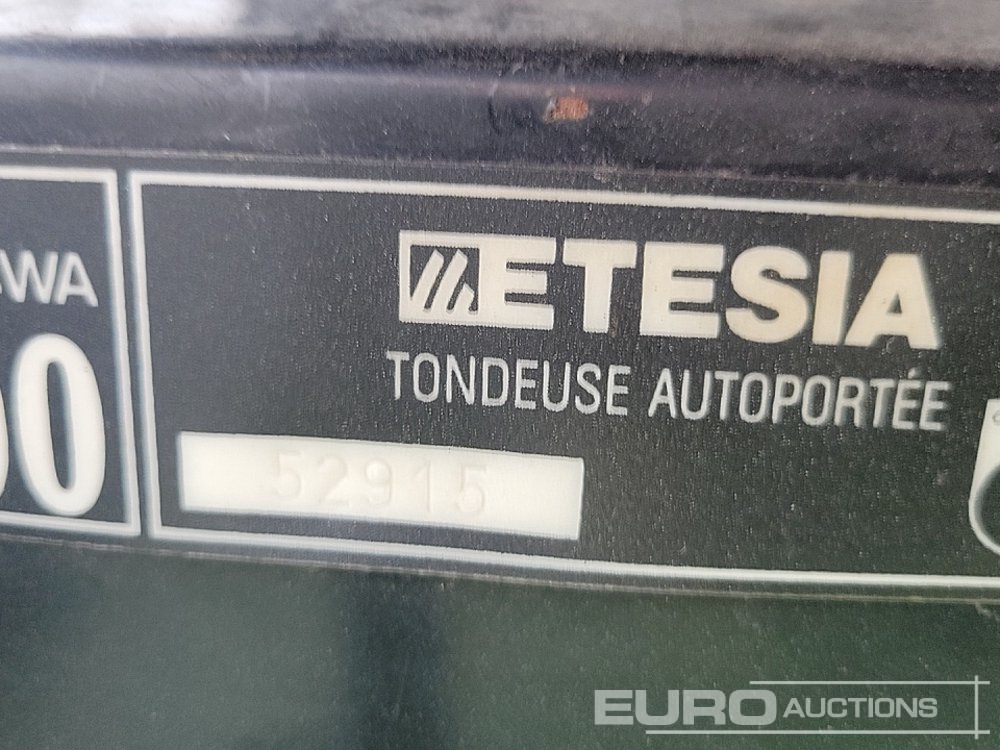 WA
00
ETESIA
TONDEUSE AUTOPORTÉE
52915
EURO AUCTIONS